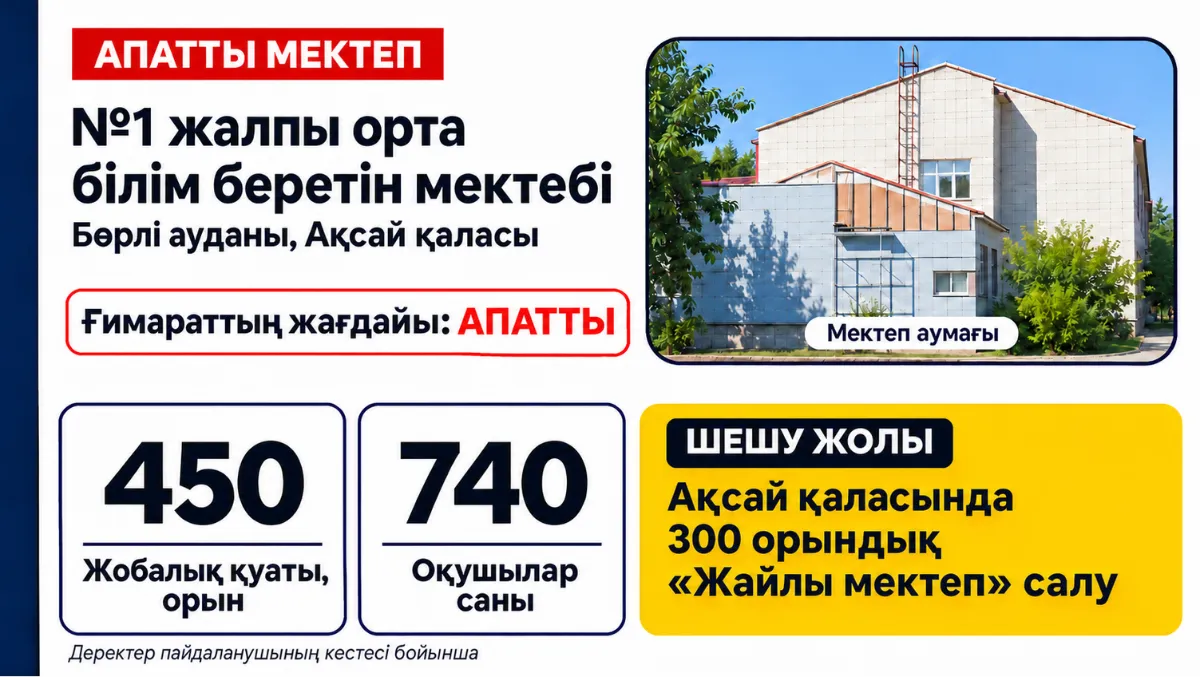 АПАТТЫ МЕКТЕП
№1 жалпы орта
білім беретін мектебі
Бөрлі ауданы, Ақсай қаласы
Ғимараттың жағдайы: АПАТТЫ
Мектеп аумағы
450
Жобалық қуаты,
орын
740
Оқушылар
саны
ШЕШУ ЖОЛЫ
Ақсай қаласында
300 орындық
«Жайлы мектеп» салу
Деректер пайдаланушының кестесі бойынша